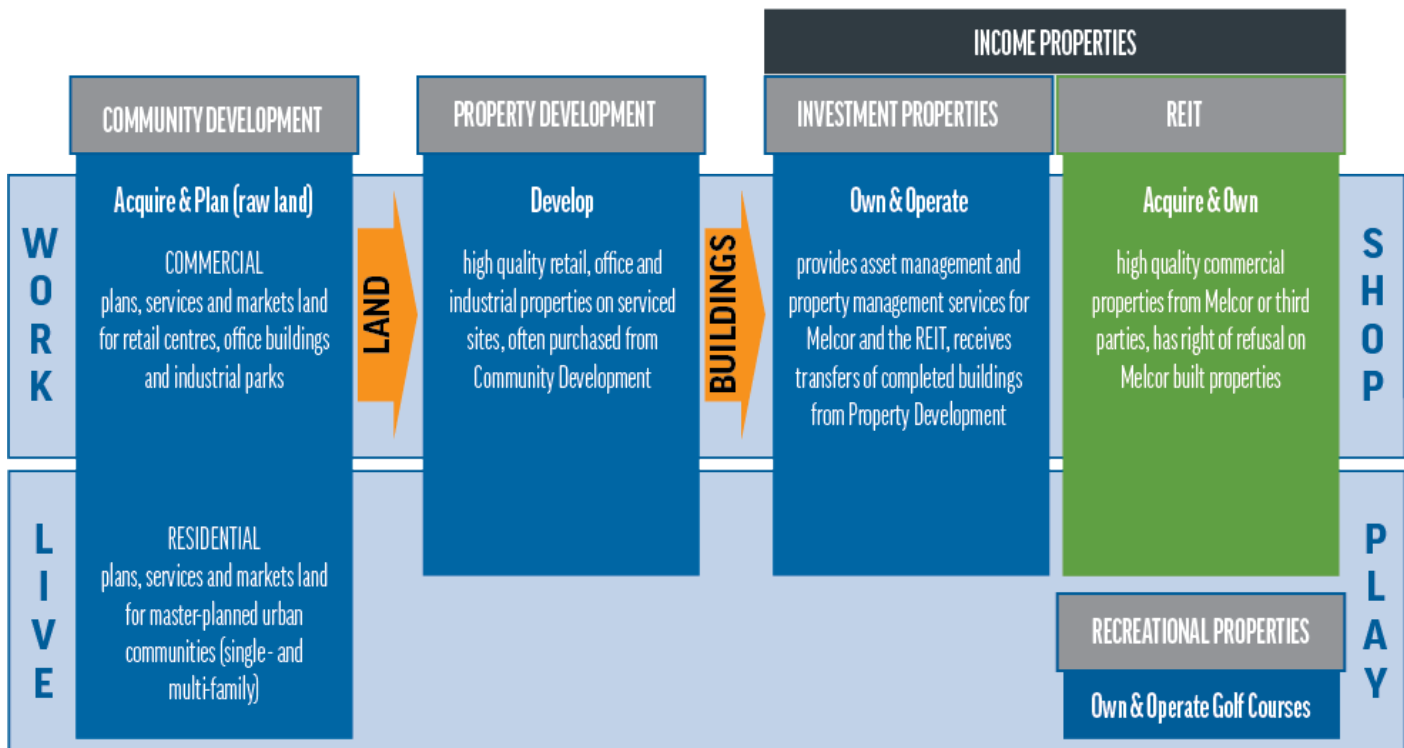 INCOME PROPERTIES
COMMUNITY DEVELOPMENT
Acquire & Plan (raw land)
COMMERCIAL
plans, services and markets land
for retail centres, office buildings
and industrial parks
RESIDENTIAL
plans, services and markets land
for master-planned urban
communities (single- and
multi-family)
LAND
PROPERTY DEVELOPMENT
Develop
high quality retail, office and
industrial properties on serviced
sites, often purchased from
Community Development
BUILDINGS
INVESTMENT PROPERTIES
Own & Operate
provides asset management and
property management services for
Melcor and the REIT, receives
transfers of completed buildings
from Property Development
REIT
Acquire & Own
high quality commercial
properties from Melcor or third
parties, has right of refusal on
Melcor built properties
RECREATIONAL PROPERTIES
Own & Operate Golf Courses
WORK
SHOP
LIVE
PLAY